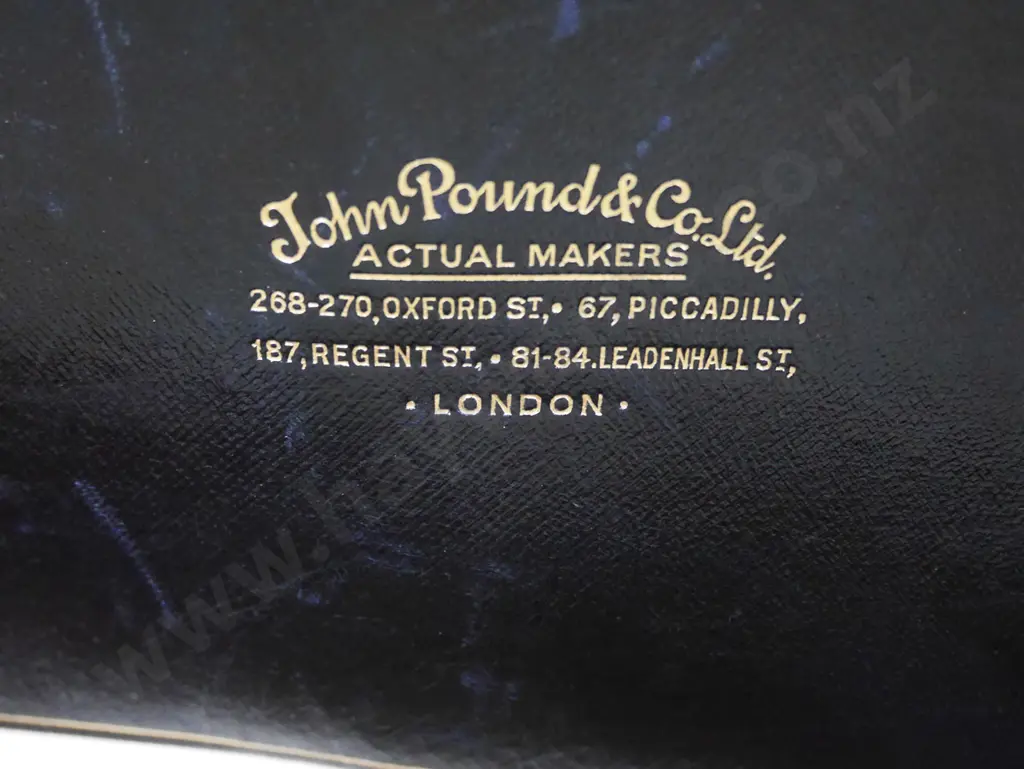 John Pound & Co. Ltd.
ACTUAL MAKERS
268-270, OXFORD ST, • 67, PICCADILLY,
187, REGENT ST, • 81-84. LEADENHALL ST,
• LONDON •